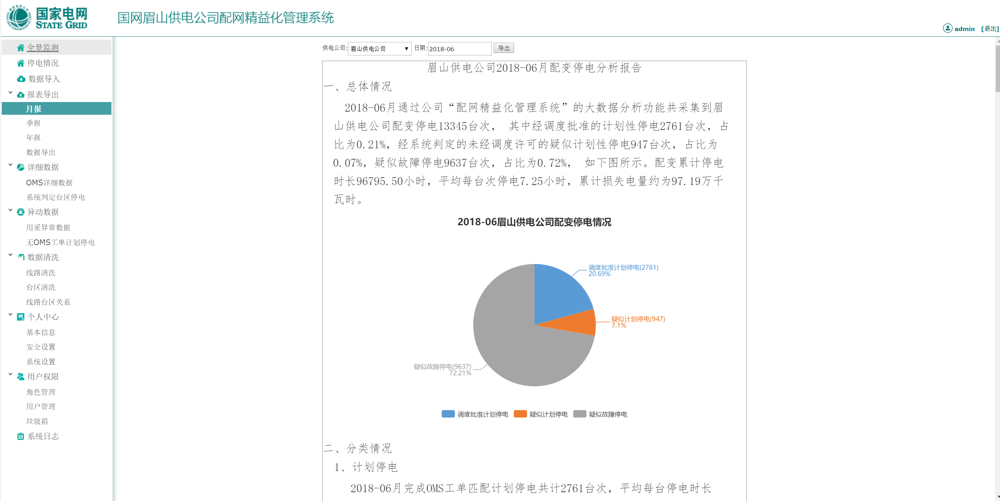 国家电网
STATE GRID
国网眉山供电公司配网精益化管理系统
admin [退出]
全景监测
停电情况
数据导入
报表导出
月报
季报
年报
数据导出
详细数据
OMS详细数据
系统判定台区停电
异动数据
用采异常数据
无OMS工单计划停电
数据清洗
线路清洗
台区清洗
线路台区关系
个人中心
基本信息
安全设置
系统设置
用户权限
角色管理
用户管理
垃圾箱
系统日志
供电公司: 眉山供电公司 日期: 2018-06 导出
眉山供电公司2018-06月配变停电分析报告
一、总体情况
2018-06月通过公司“配网精益化管理系统”的大数据分析功能共采集到眉
山供电公司配变停电13345台次， 其中经调度批准的计划性停电2761台次，占
比为0.21%，经系统判定的未经调度许可的疑似计划性停电947台次，占比为
0.07%，疑似故障停电9637台次，占比为0.72%， 如下图所示。配变累计停电
时长96795.50小时，平均每台次停电7.25小时，累计损失电量约为97.19万千
瓦时。
2018-06眉山供电公司配变停电情况
调度批准计划停电(2761)
20.69%
疑似计划停电(947)
7.1%
疑似故障停电(9637)
72.21%
调度批准计划停电 疑似计划停电 疑似故障停电
二、分类情况
1、计划停电
2018-06月完成OMS工单匹配计划停电共计2761台次，平均每台停电时长